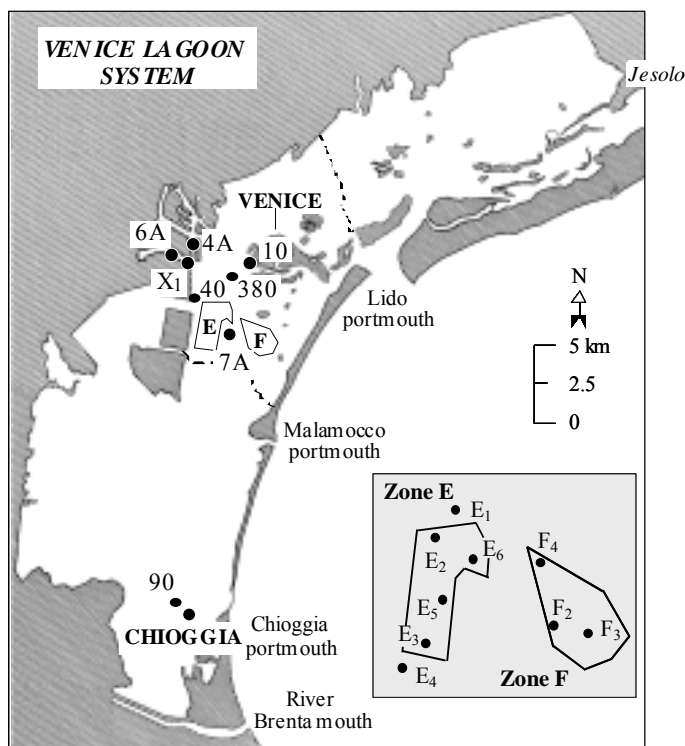 VENICE LAGOON
SYSTEM
Jesolo
VENICE
6A
4A
10
X1
40
380
E
F
7A
Lido
portmouth
N
5 km
2.5
0
Malamocco
portmouth
90
CHIOGGIA
Chioggia
portmouth
River
Brenta mouth
Zone E
E1
E2
E6
F4
E5
F2
F3
E3
E4
Zone F